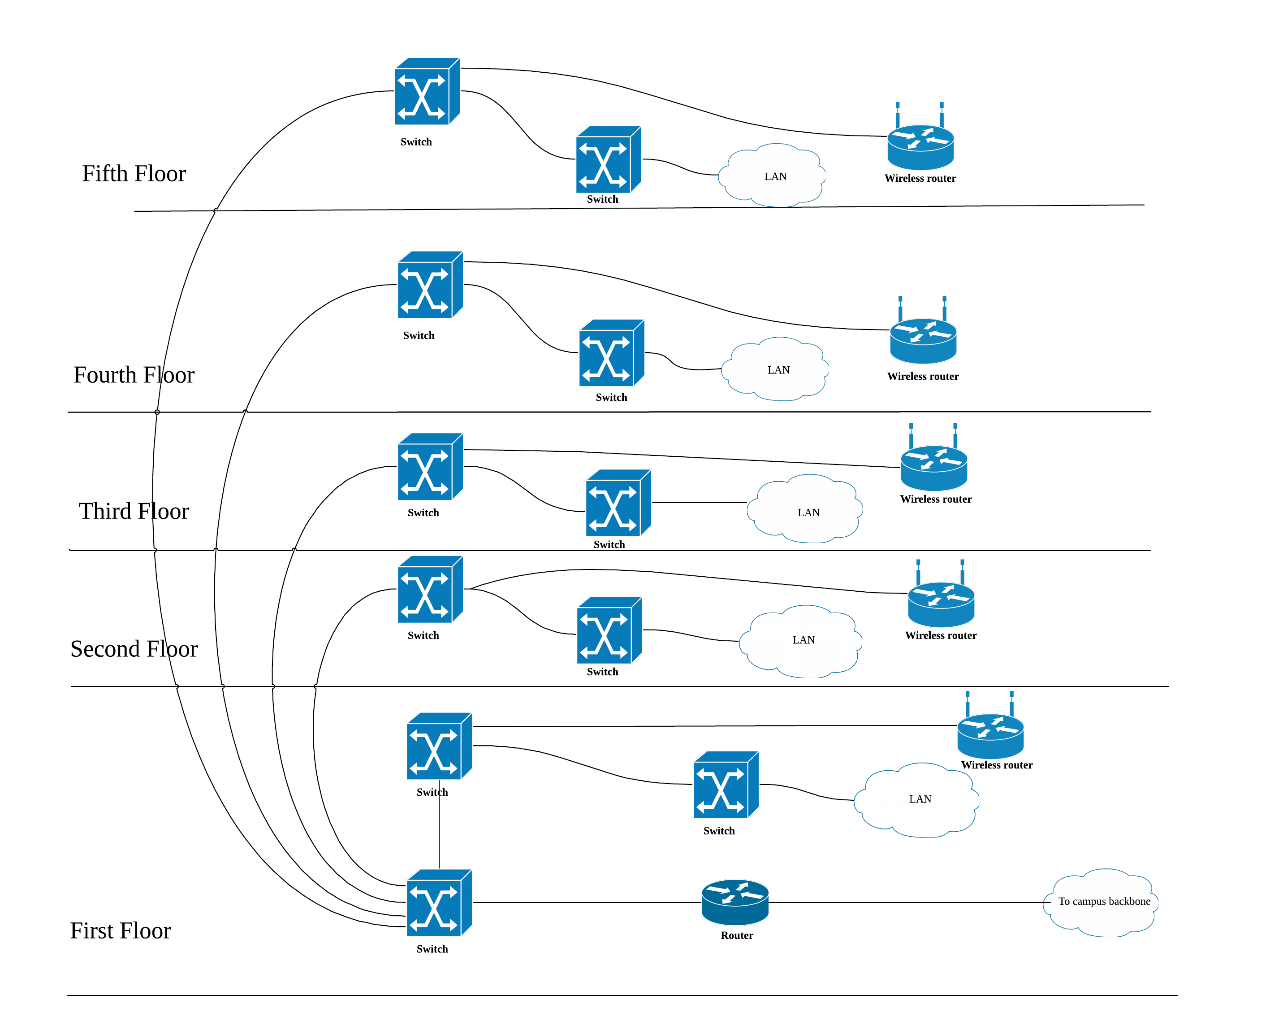 Switch
Fifth Floor
Switch
LAN
Wireless router
Switch
Fourth Floor
Switch
LAN
Wireless router
Switch
Third Floor
Switch
LAN
Wireless router
Switch
Second Floor
Switch
LAN
Wireless router
Switch
Switch
LAN
Wireless router
First Floor
Switch
Router
To campus backbone